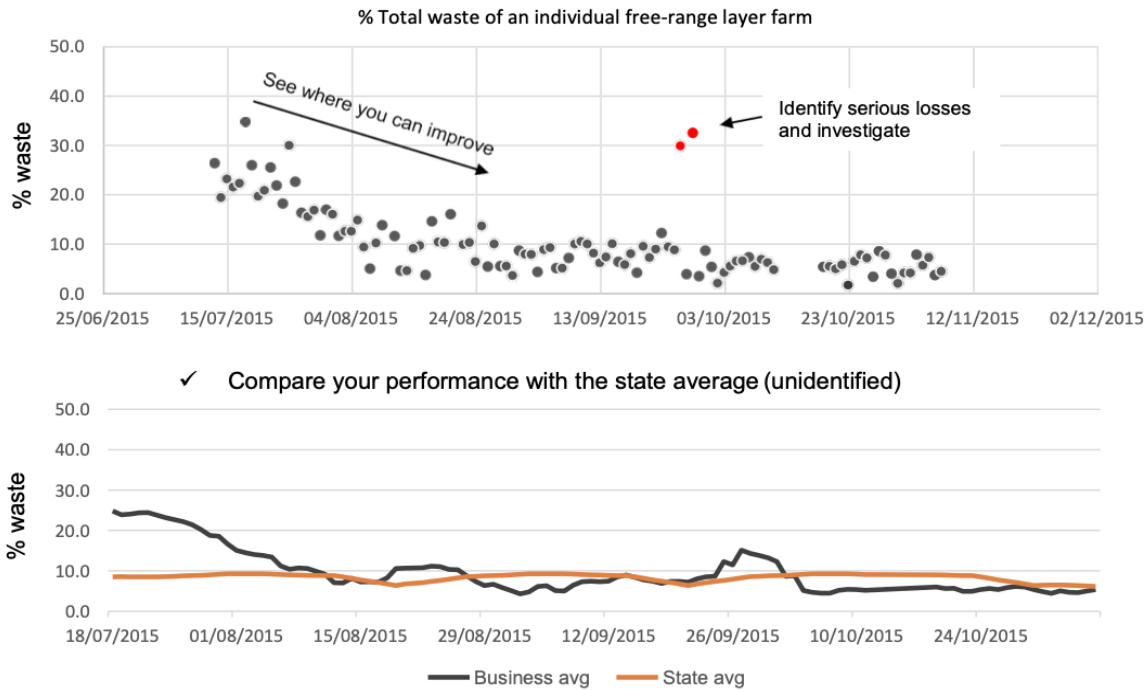 % Total waste of an individual free-range layer farm
50.0
40.0
30.0
20.0
10.0
0.0
% waste
See where you can improve
Identify serious losses
and investigate
25/06/2015 15/07/2015 04/08/2015 24/08/2015 13/09/2015 03/10/2015 23/10/2015 12/11/2015 02/12/2015
✓ Compare your performance with the state average (unidentified)
50.0
40.0
30.0
20.0
10.0
0.0
% waste
18/07/2015 01/08/2015 15/08/2015 29/08/2015 12/09/2015 26/09/2015 10/10/2015 24/10/2015
Business avg State avg